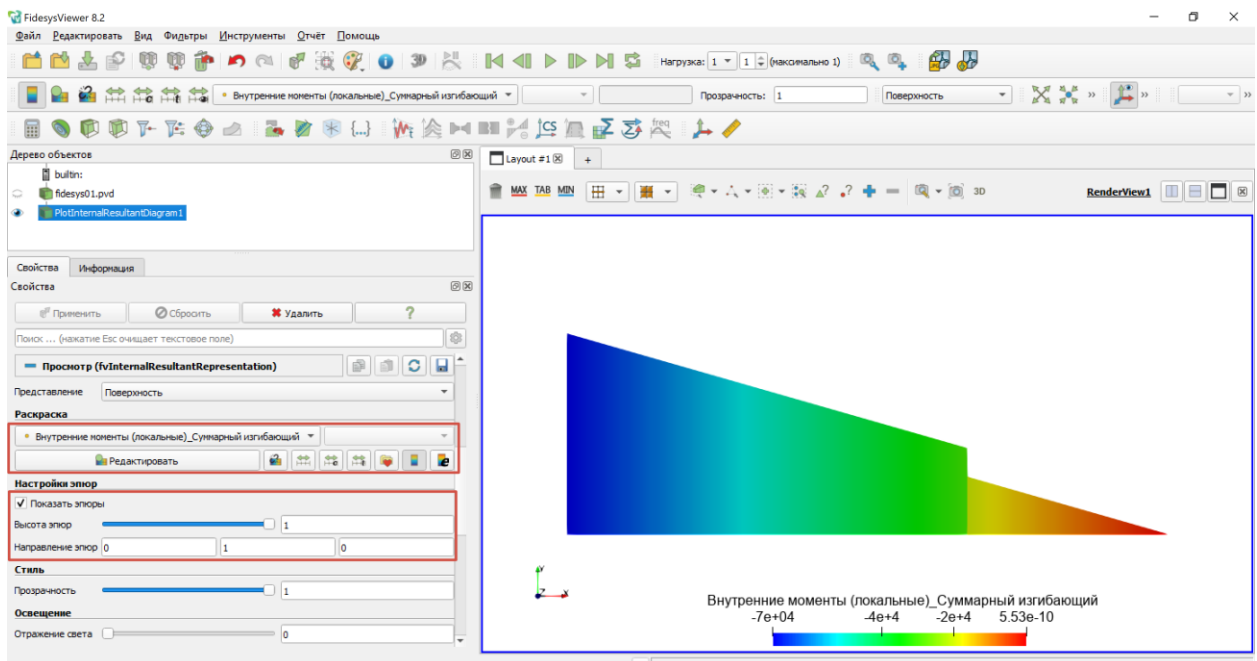 FidesysViewer 8.2
Файл Редактировать Вид Фильтры Инструменты Отчёт Помощь
3D Нагрузка: 1 1 (максимально 1)
Внутренние моменты (локальные)_Суммарный изгибающий Прозрачность: 1 Поверхность
CS freq
Дерево объектов Layout #1 +
builtin:
fidesys01.pvd MAX TAB MIN 3D RenderView1
PlotInternalResultantDiagram1
Свойства Информация
Свойства
Применить Сбросить Удалить ?
Поиск ... (нажатие Esc очищает текстовое поле)
Просмотр (fvInternalResultantRepresentation)
Представление Поверхность
Раскраска
Внутренние моменты (локальные)_Суммарный изгибающий
Редактировать
Настройки эпюр
Показать эпюры
Высота эпюр 1
Направление эпюр 0 1 0
Стиль
Прозрачность 1
Освещение
Отражение света 0
Y
Z X
Внутренние моменты (локальные)_Суммарный изгибающий
-7e+04 -4e+4 -2e+4 5.53e-10